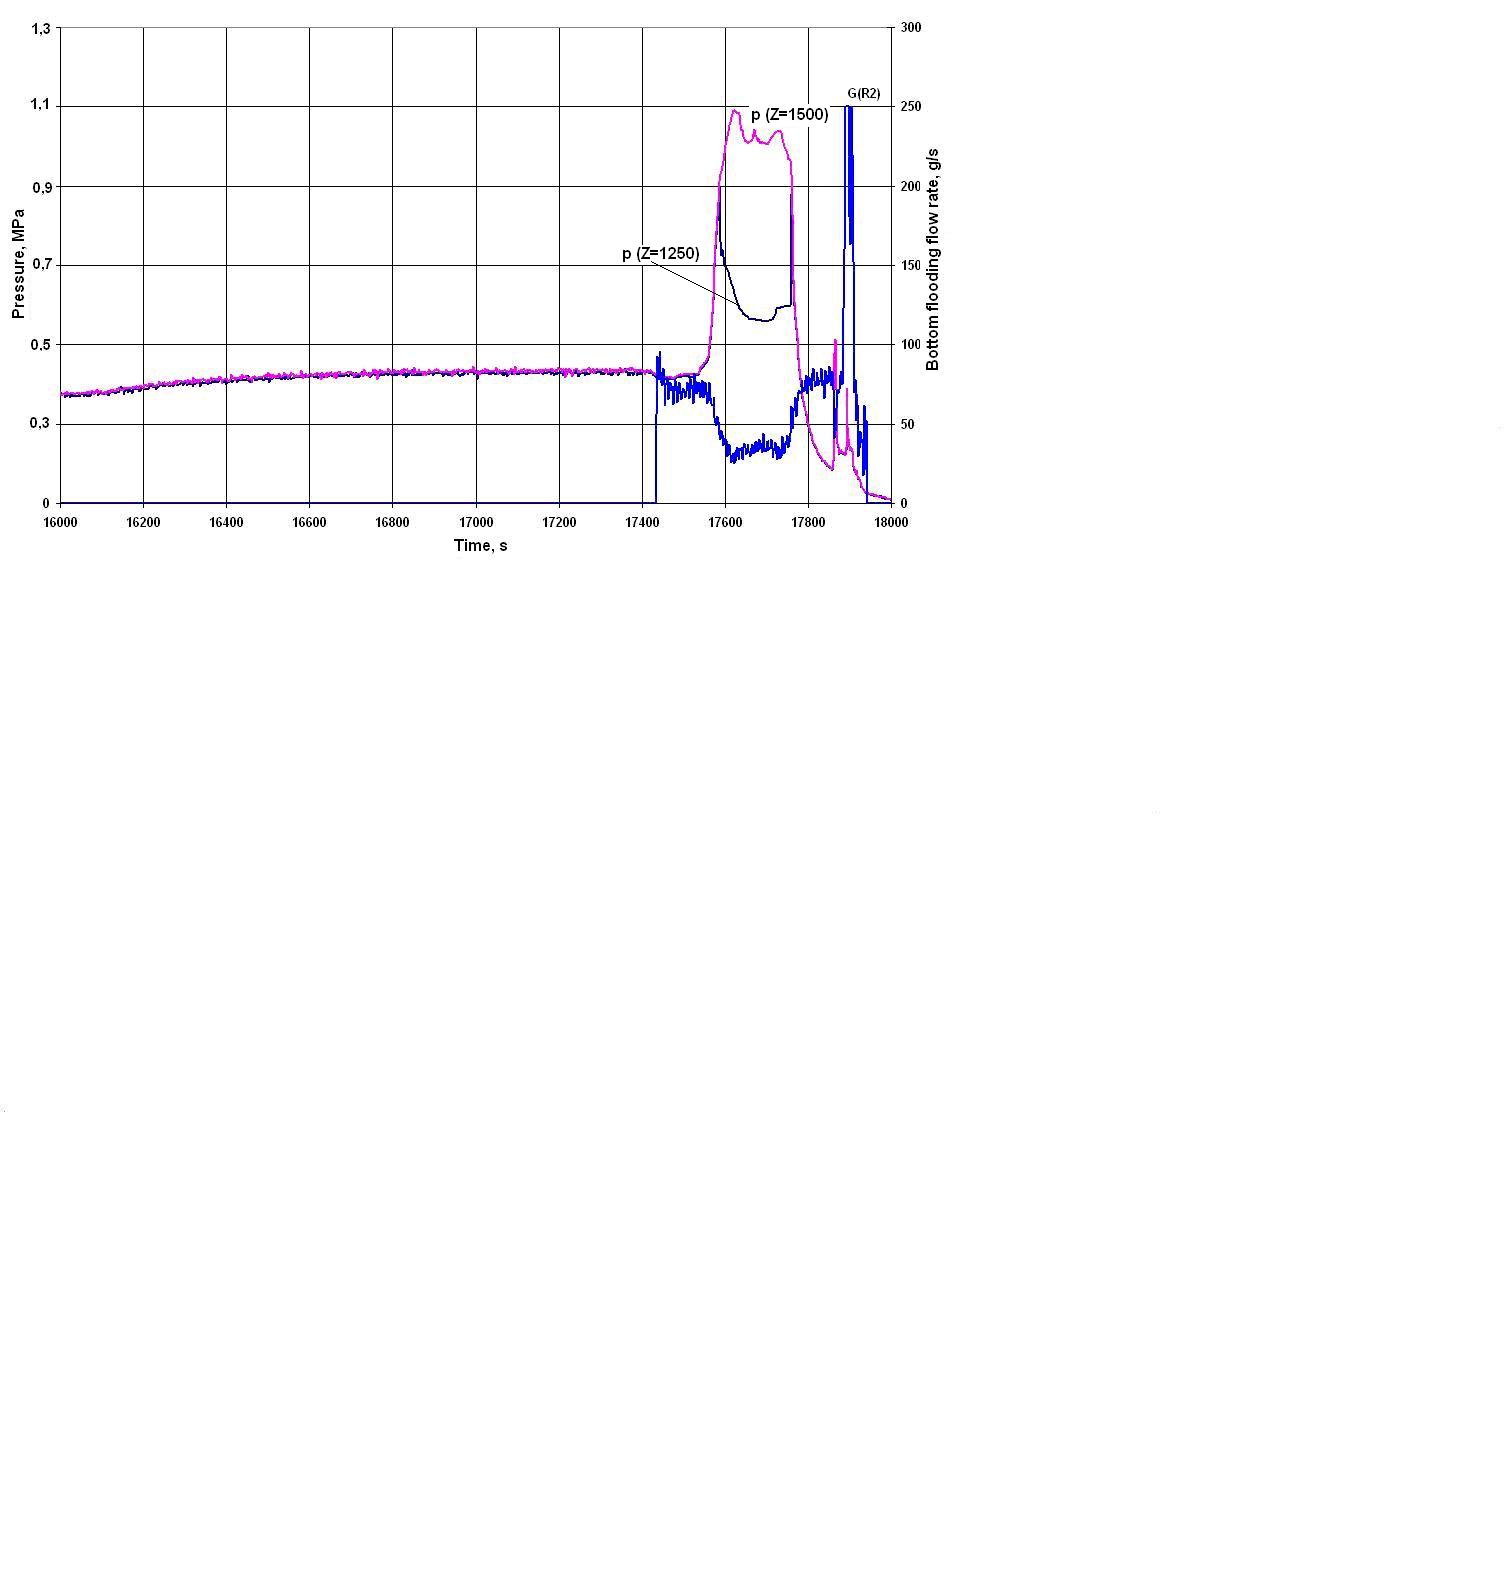 1,3
1,1
0,9
0,7
0,5
0,3
0
Pressure, MPa
300
250
200
150
100
50
0
Bottom flooding flow rate, g/s
G(R2)
p (Z=1500)
p (Z=1250)
16000 16200 16400 16600 16800 17000 17200 17400 17600 17800 18000
Time, s